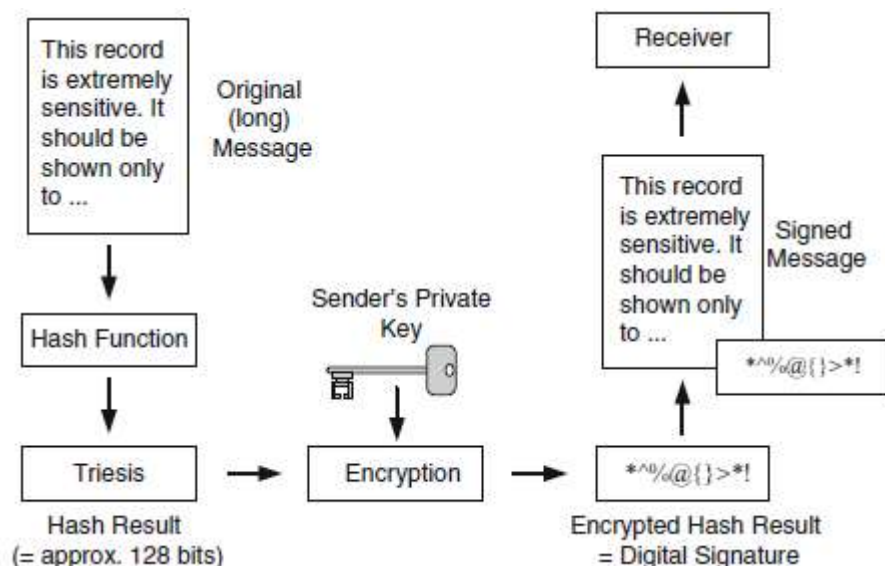 This record
is extremely
sensitive. It
should be
shown only
to ...
Original
(long)
Message
Hash Function
Triesis
Hash Result
(= approx. 128 bits)
Sender's Private
Key
Encryption
*^%@{}>*!
Encrypted Hash Result
= Digital Signature
This record
is extremely
sensitive. It
should be
shown only
to ...
*^%@{}>*!
Signed
Message
Receiver